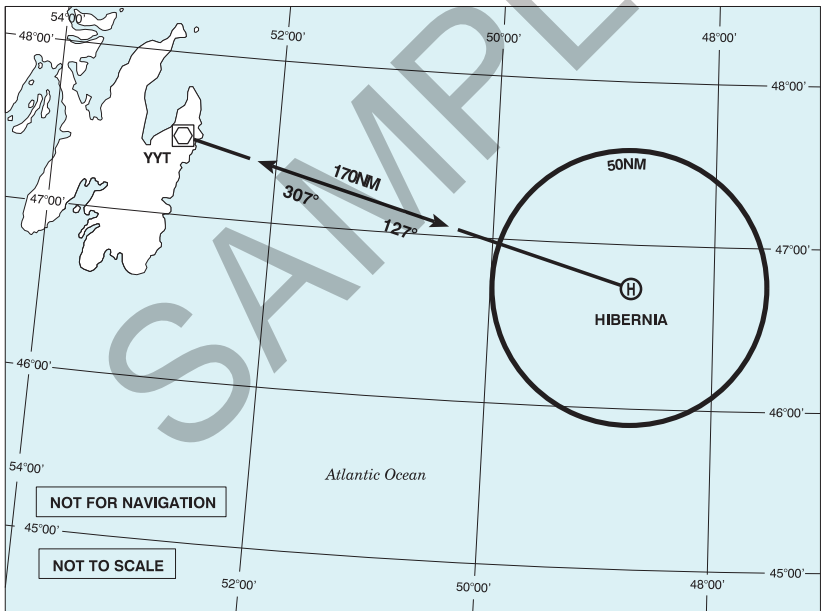 54°00'
48°00'
52°00'
50°00'
48°00'
48°00'
YYT
170NM
307°
127°
50NM
47°00'
47°00'
HIBERNIA
SAMPLE
46°00'
46°00'
Atlantic Ocean
54°00'
NOT FOR NAVIGATION
45°00'
NOT TO SCALE
52°00'
50°00'
48°00'
45°00'